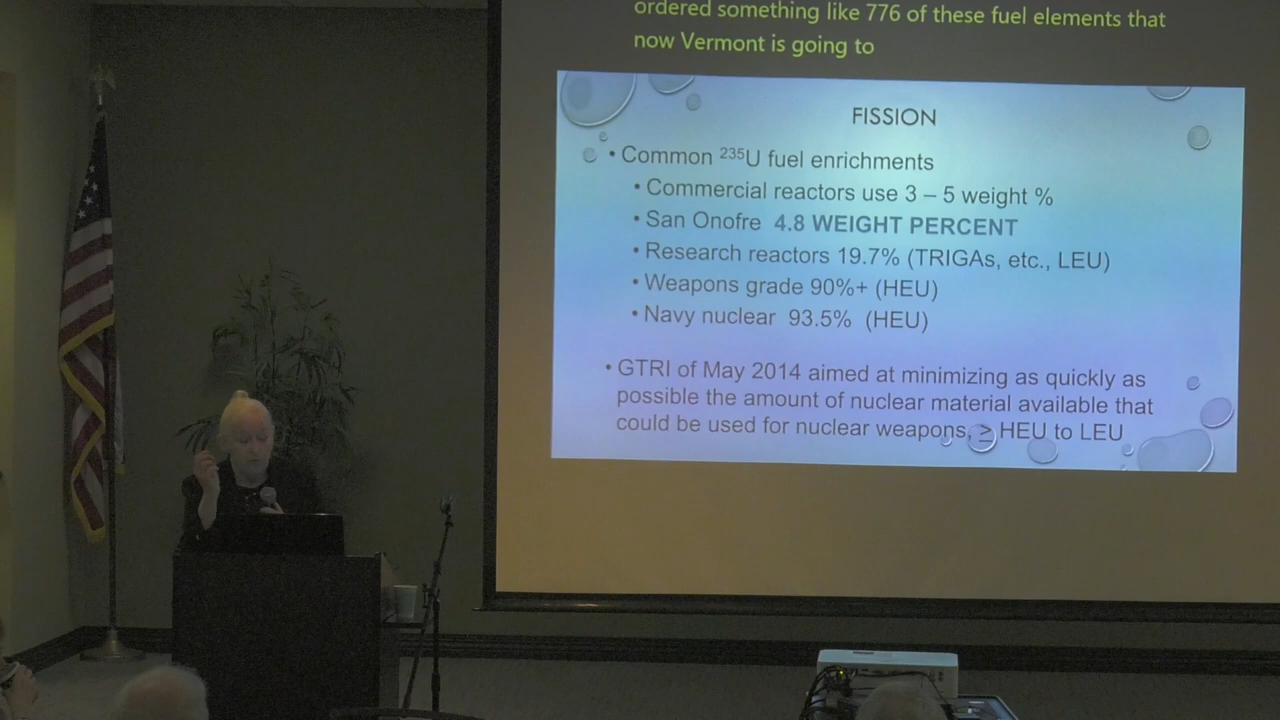 ordered something like 776 of these fuel elements that
now Vermont is going to
FISSION
• Common ²³⁵U fuel enrichments
• Commercial reactors use 3 – 5 weight %
• San Onofre 4.8 WEIGHT PERCENT
• Research reactors 19.7% (TRIGAs, etc., LEU)
• Weapons grade 90%+ (HEU)
• Navy nuclear 93.5% (HEU)
• GTRI of May 2014 aimed at minimizing as quickly as
possible the amount of nuclear material available that
could be used for nuclear weapons, ≥ HEU to LEU